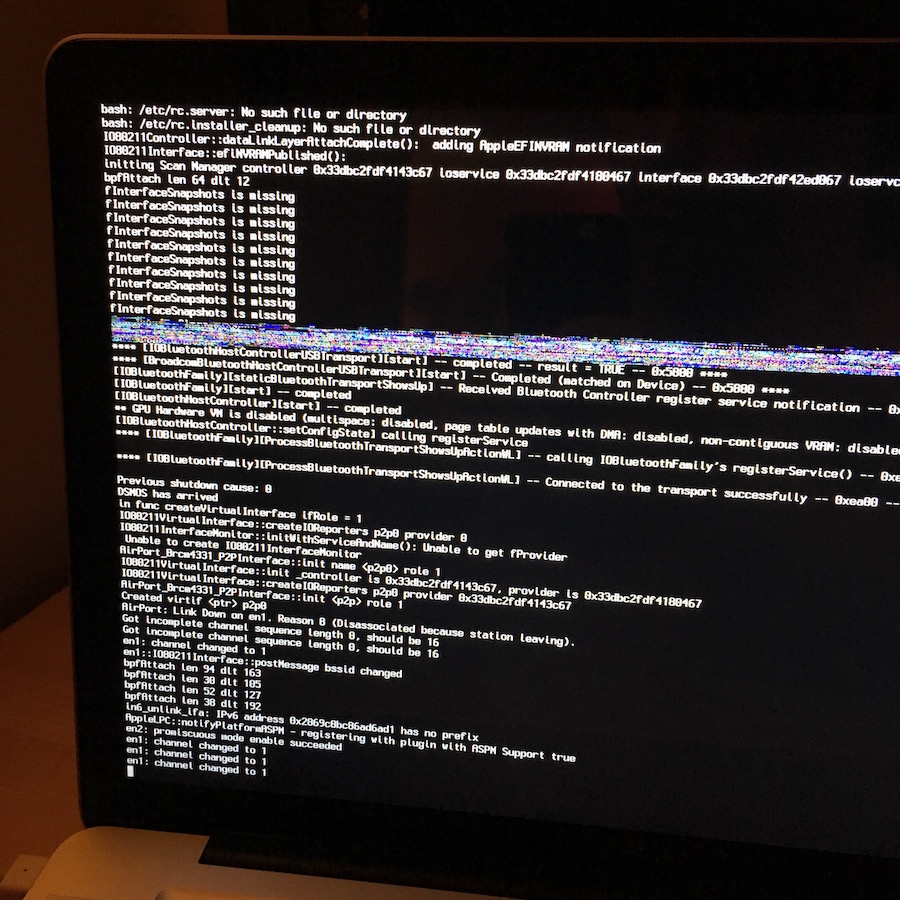 bash: /etc/rc.server: No such file or directory
bash: /etc/rc.installer_cleanup: No such file or directory
IO80211Controller::dataLinkLayerAttachComplete():  adding AppleEFINVRAM notification
IO80211Interface::efiNVRAMPublished():
initting Scan Manager controller 0x33dbc2fdf4143c67 ioservice 0x33dbc2fdf4180467 interface 0x33dbc2fdf42ed067 ioservc
bpfAttach len 64 dlt 12
fInterfaceSnapshots is missing
fInterfaceSnapshots is missing
fInterfaceSnapshots is missing
fInterfaceSnapshots is missing
fInterfaceSnapshots is missing
fInterfaceSnapshots is missing
fInterfaceSnapshots is missing
fInterfaceSnapshots is missing
fInterfaceSnapshots is missing
fInterfaceSnapshots is missing
**** [IOBluetoothHostControllerUSBTransport][start] -- completed -- result = TRUE -- 0x5800 ****
**** [BroadcomBluetoothHostControllerUSBTransport][start] -- Completed (matched on Device) -- 0x5800 ****
[IOBluetoothFamily][staticBluetoothTransportShowsUp] -- Received Bluetooth Controller register service notification -- 0x
[IOBluetoothFamily][start] -- completed
[IOBluetoothHostController][start] -- completed
** GPU Hardware VM is disabled (multispace: disabled, page table updates with DMA: disabled, non-contiguous VRAM: disable
[IOBluetoothHostController::setConfigState] calling registerService
**** [IOBluetoothFamily][ProcessBluetoothTransportShowsUpActionWL] -- calling IOBluetoothFamily's registerService() -- 0xe
**** [IOBluetoothFamily][ProcessBluetoothTransportShowsUpActionWL] -- Connected to the transport successfully -- 0xea00 --
Previous shutdown cause: 0
DSMOS has arrived
in func createVirtualInterface ifRole = 1
IO80211VirtualInterface::createIOReporters p2p0 provider 0
IO80211InterfaceMonitor::initWithServiceAndName(): Unable to get fProvider
Unable to create IO80211InterfaceMonitor
AirPort_Brcm4331_P2PInterface::init name <p2p0> role 1
IO80211VirtualInterface::init _controller is 0x33dbc2fdf4143c67, provider is 0x33dbc2fdf4180467
IO80211VirtualInterface::createIOReporters p2p0 provider 0x33dbc2fdf4143c67
AirPort_Brcm4331_P2PInterface::init <p2p> role 1
Created virtif <ptr> p2p0
AirPort: Link Down on en1. Reason 8 (Disassociated because station leaving).
Got incomplete channel sequence length 0, should be 16
Got incomplete channel sequence length 0, should be 16
en1: channel changed to 1
en1::IO80211Interface::postMessage bssid changed
bpfAttach len 94 dlt 163
bpfAttach len 30 dlt 105
bpfAttach len 52 dlt 127
bpfAttach len 38 dlt 192
in6_unlink_ifa: IPv6 address 0x2869c8bc86ad6ad1 has no prefix
AppleLPC::notifyPlatformASPM - registering with plugin with ASPM Support true
en2: promiscuous mode enable succeeded
en1: channel changed to 1
en1: channel changed to 1
en1: channel changed to 1